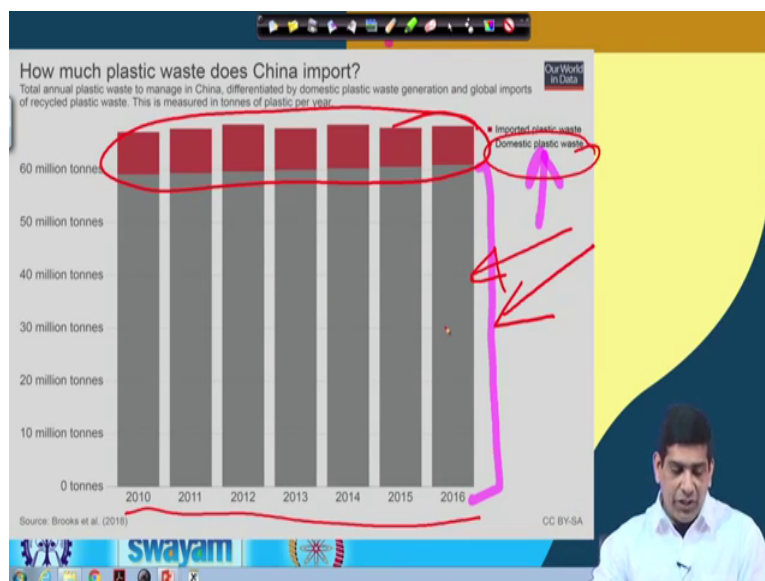 How much plastic waste does China import?
Total annual plastic waste to manage in China, differentiated by domestic plastic waste generation and global imports
of recycled plastic waste. This is measured in tonnes of plastic per year.
Our World
in Data
Imported plastic waste
Domestic plastic waste
60 million tonnes
50 million tonnes
40 million tonnes
30 million tonnes
20 million tonnes
10 million tonnes
0 tonnes
2010 2011 2012 2013 2014 2015 2016
Source: Brooks et al. (2018)
CC BY-SA
swayam